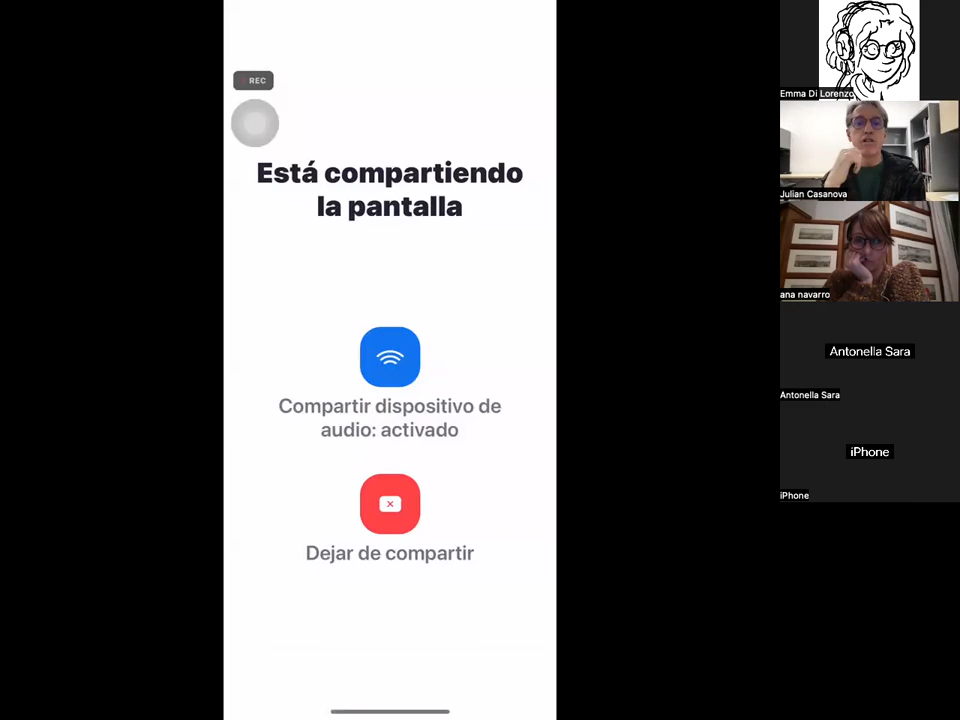 REC
Está compartiendo
la pantalla
Compartir dispositivo de
audio: activado
Dejar de compartir
Emma Di Lorenzo
Julian Casanova
ana navarro
Antonella Sara
Antonella Sara
iPhone
iPhone